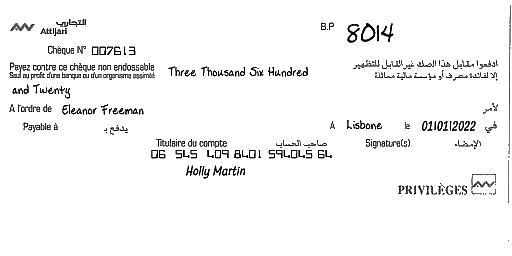 التجاري
Attijari
B.P 8014
Chèque N° 007613
Payez contre ce chèque non endossable
Sauf au profit d'une banque ou d'un organisme assimilé
Three Thousand Six Hundred
ادفعوا مقابل هذا الصك غير القابل للتظهير
إلا لفائدة مصرف أو مؤسسة مالية مماثلة
and Twenty
A l'ordre de Eleanor Freeman
لأمر
Payable à يدفع بـ
A Lisbone le 01/01/2022 في
Titulaire du compte صاحب الحساب
Signature(s) الإمضاء
06 545 409 8401 594045 64
Holly Martin
PRIVILÈGES